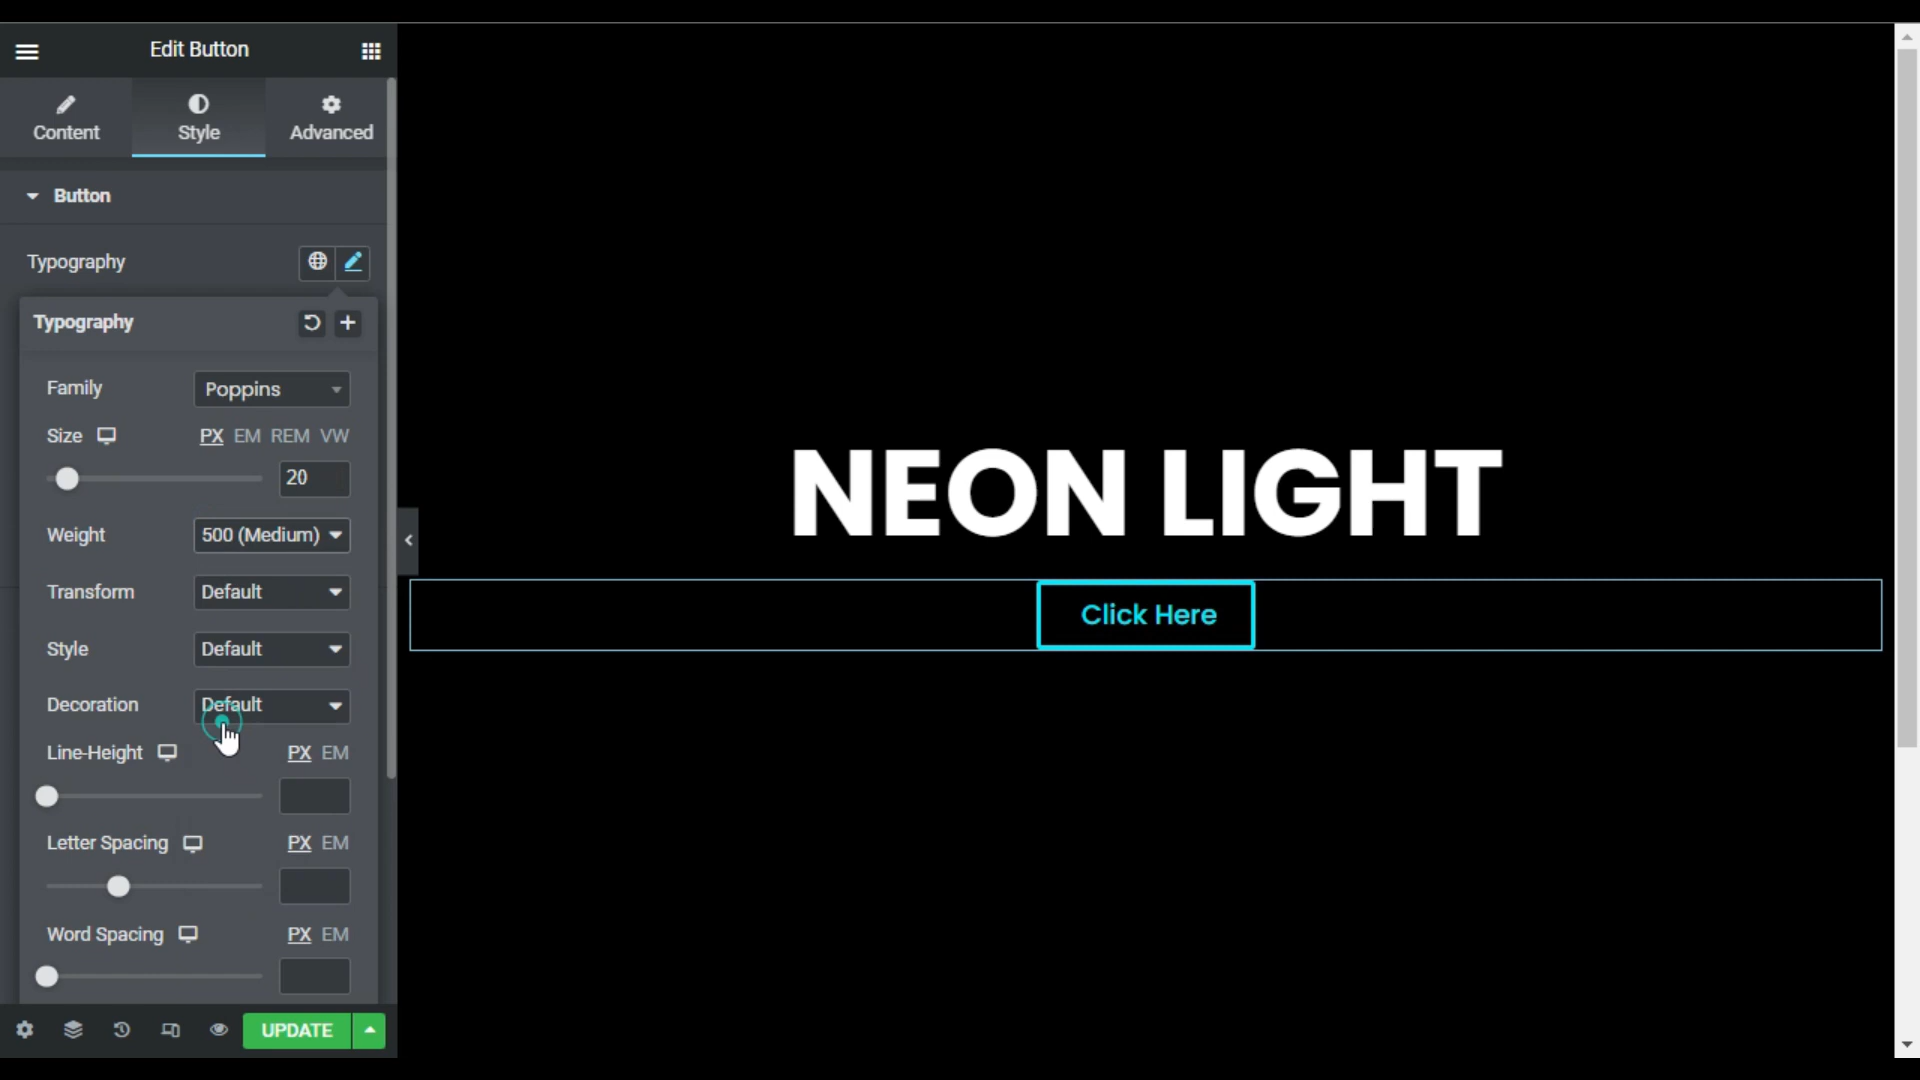 Edit Button
Content Style Advanced
Button
Typography
Typography
Family Poppins
Size PX EM REM VW
20
Weight 500 (Medium)
Transform Default
Style Default
Decoration Default
Line-Height PX EM
Letter Spacing PX EM
Word Spacing PX EM
UPDATE
NEON LIGHT
Click Here